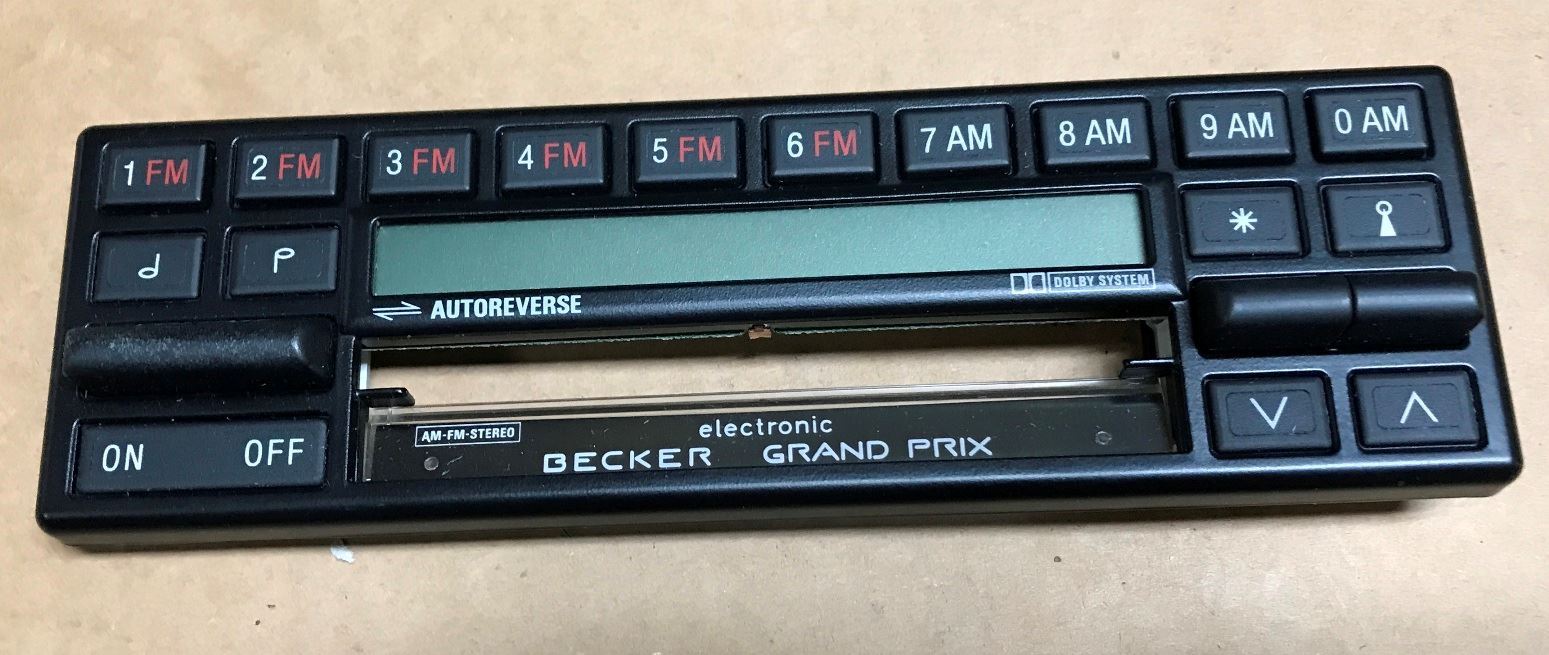 1 FM 2 FM 3 FM 4 FM 5 FM 6 FM 7 AM 8 AM 9 AM 0 AM
AUTOREVERSE DOLBY SYSTEM
AM-FM-STEREO electronic
ON OFF BECKER GRAND PRIX